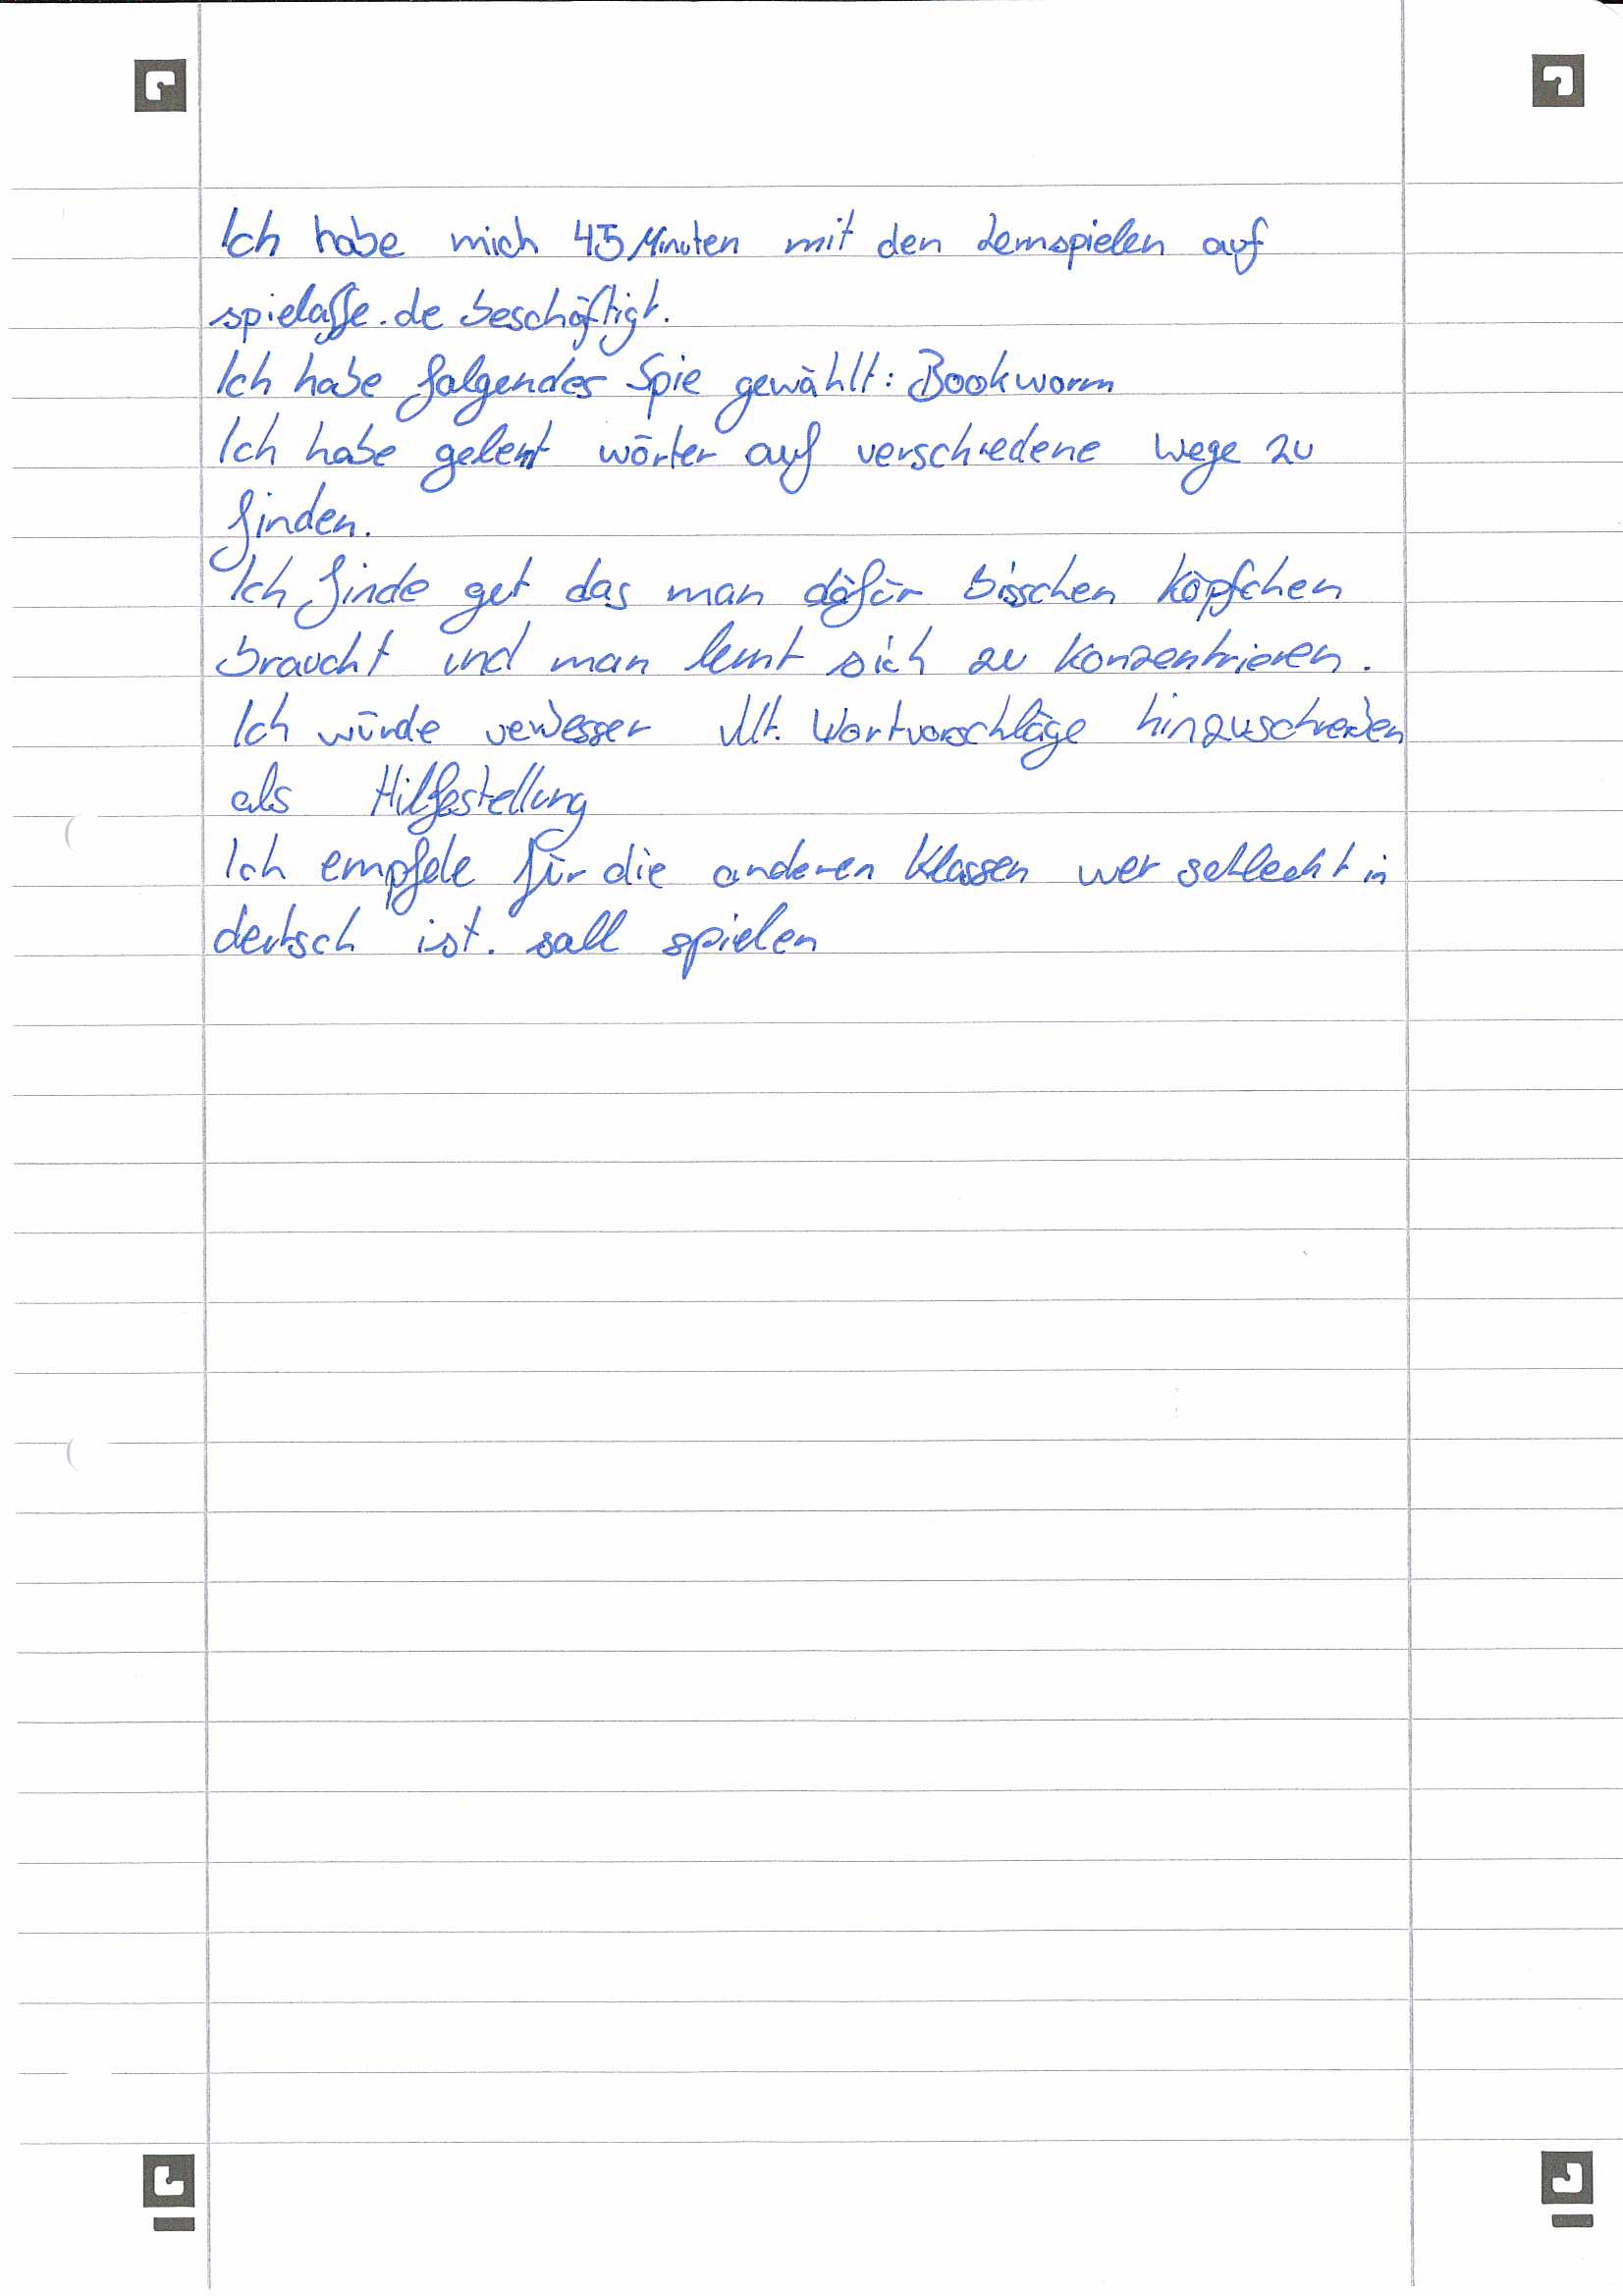 Ich habe mich 45 Minuten mit den Lernspielen auf
spielaffe.de beschäftigt.
Ich habe folgendes Spie gewählt: Bookworm
Ich habe gelernt wörter auf verschiedene Wege zu
finden.
Ich finde gut das man dafür bisschen Köpfchen
braucht und man lernt sich zu konzentrieren.
Ich würde verbesser vllt. Wortvorschläge hinzuschreiben
als Hilfestellung
Ich empfele für die anderen Klassen wer schlecht in
deutsch ist. soll spielen